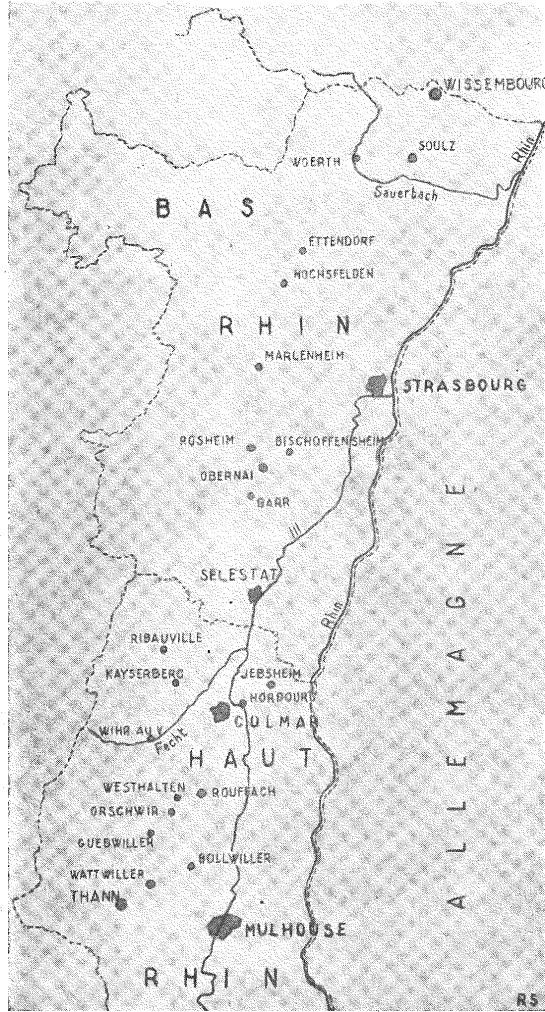 WISSEMBOURG
WOERTH
SOULZ
Rhin
Sauerbach
BAS
ETTENDORF
HOCHSFELDEN
RHIN
MARLENHEIM
STRASBOURG
ROSHEIM
BISCHOFFENSHEIM
OBERNAI
BARR
Ill
ALLEMAGNE
SELESTAT
Rhin
RIBAUVILLE
KAYSERBERG
JEBSHEIM
HORBOURG
COLMAR
WIHR AU V.
Fecht
HAUT
WESTHALTEN
ROUFFACH
ORSCHWIR
GUEBWILLER
BOLLWILLER
WATTWILLER
THANN
MULHOUSE
RHIN
RS